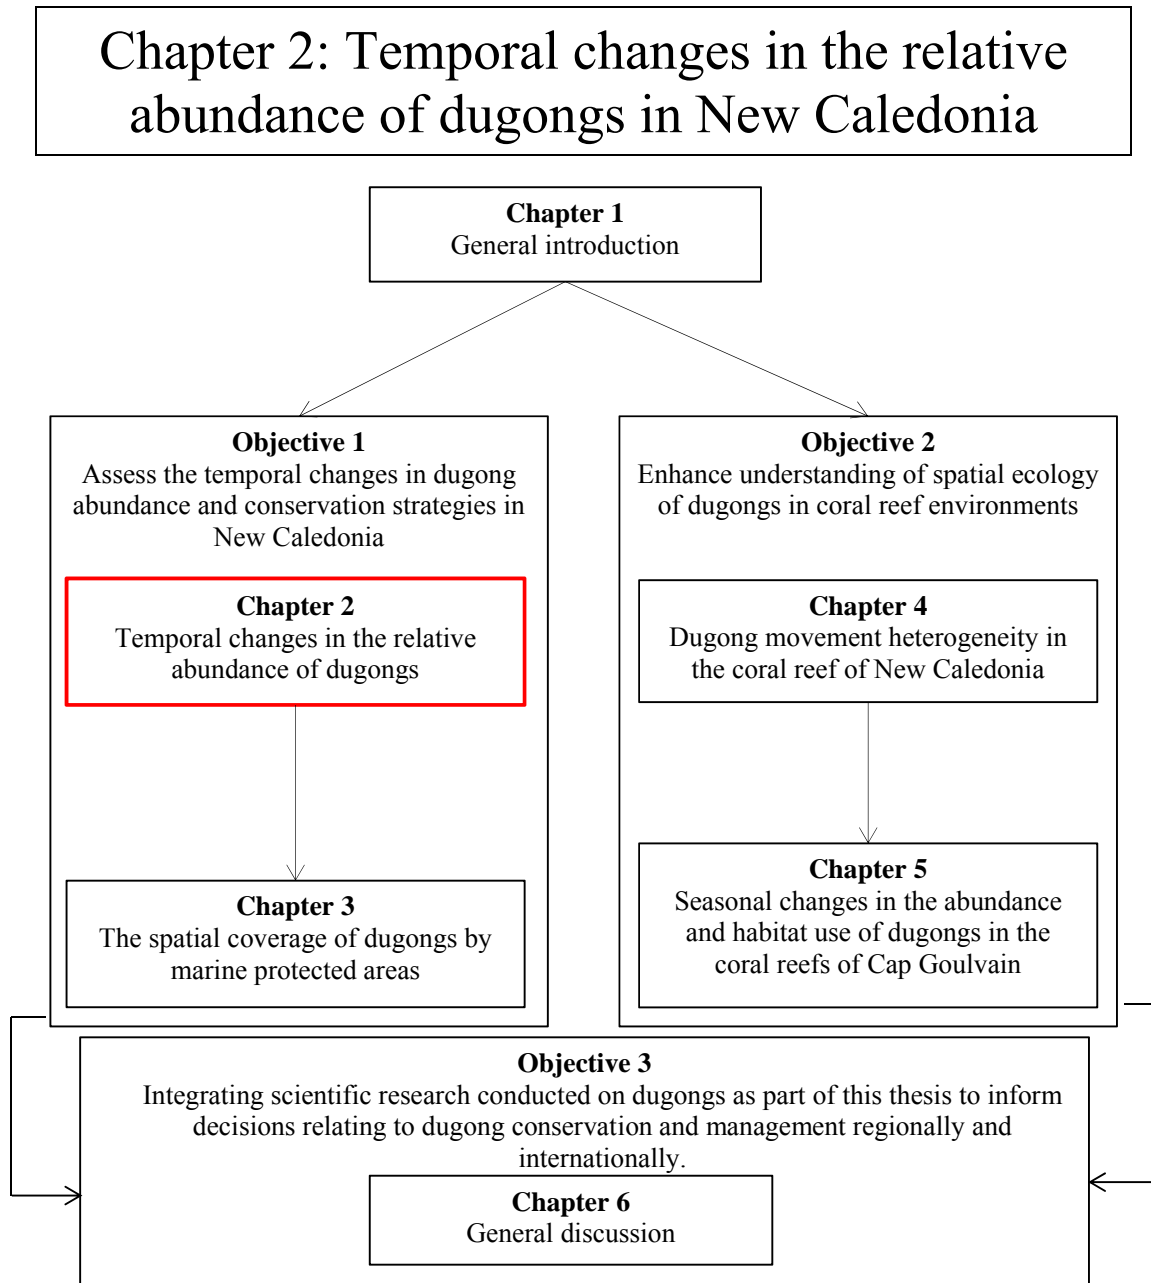 Chapter 2: Temporal changes in the relative
abundance of dugongs in New Caledonia
Chapter 1
General introduction
Objective 1
Assess the temporal changes in dugong
abundance and conservation strategies in
New Caledonia
Chapter 2
Temporal changes in the relative
abundance of dugongs
Chapter 3
The spatial coverage of dugongs by
marine protected areas
Objective 2
Enhance understanding of spatial ecology
of dugongs in coral reef environments
Chapter 4
Dugong movement heterogeneity in
the coral reef of New Caledonia
Chapter 5
Seasonal changes in the abundance
and habitat use of dugongs in the
coral reefs of Cap Goulvain
Objective 3
Integrating scientific research conducted on dugongs as part of this thesis to inform
decisions relating to dugong conservation and management regionally and
internationally.
Chapter 6
General discussion